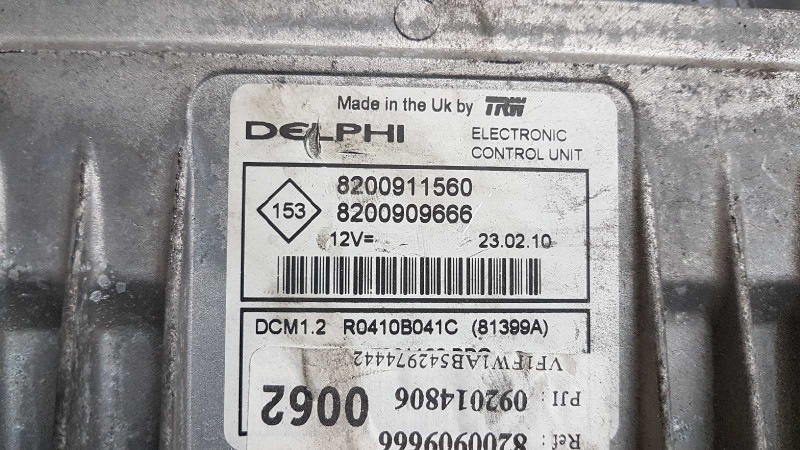 Made in the Uk by TRW
DELPHI
ELECTRONIC
CONTROL UNIT
153
8200911560
8200909666
12V= 23.02.10
DCM1.2 R0410B041C (81399A)
VF1FW1AB542974442
PJI : 092014806
0062
Ref : 8200909666